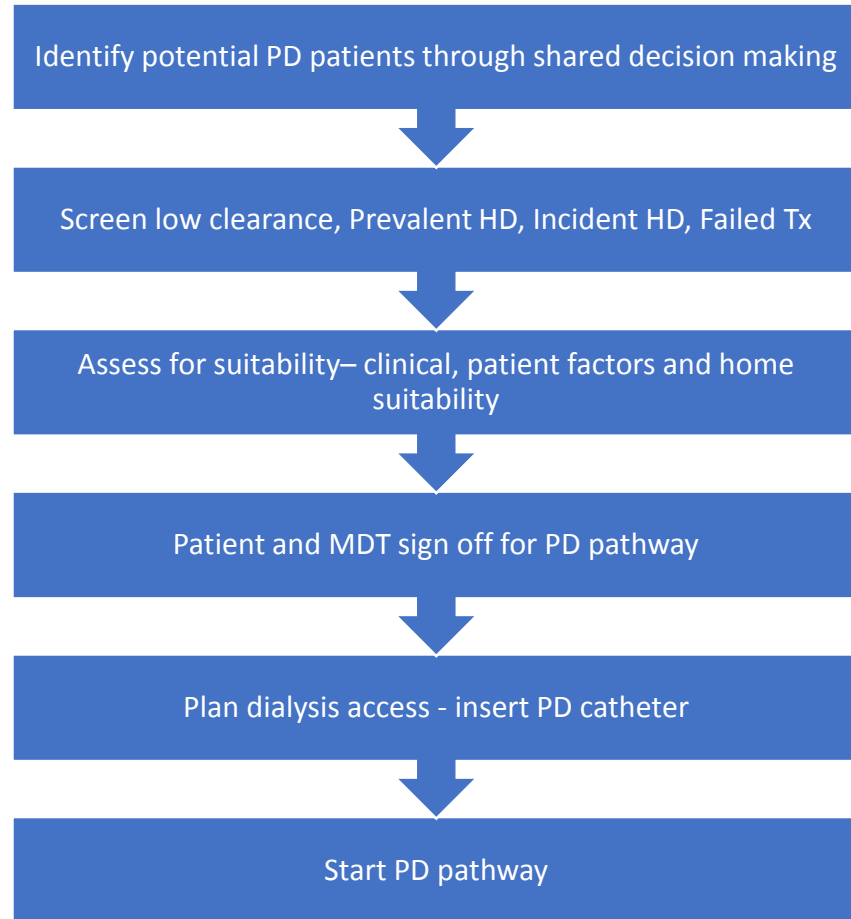 Identify potential PD patients through shared decision making
Screen low clearance, Prevalent HD, Incident HD, Failed Tx
Assess for suitability– clinical, patient factors and home
suitability
Patient and MDT sign off for PD pathway
Plan dialysis access - insert PD catheter
Start PD pathway